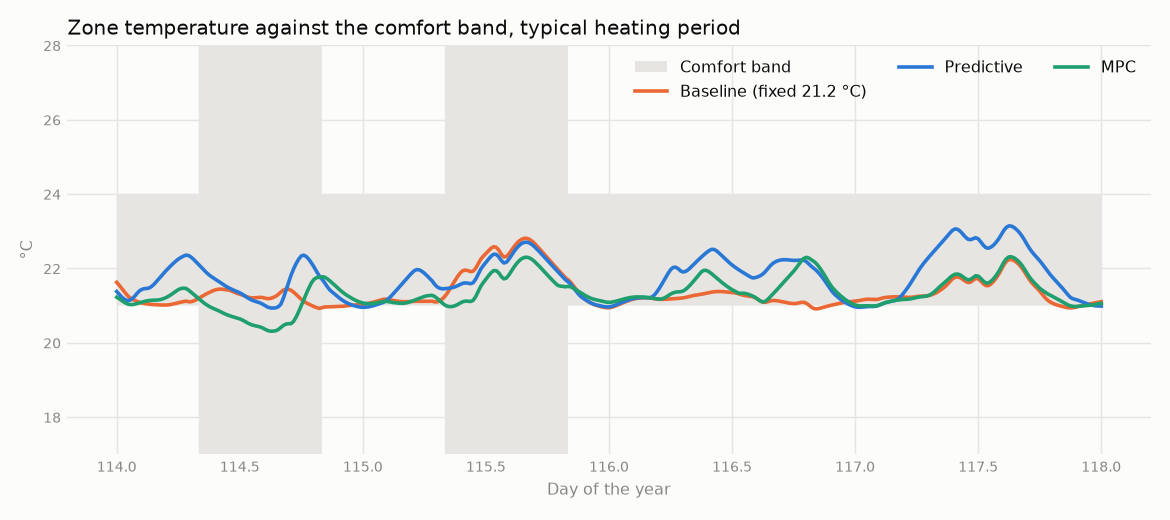 Zone temperature against the comfort band, typical heating period
28
26
24
22
20
18
°C
Comfort band
Baseline (fixed 21.2 °C)
Predictive
MPC
114.0 114.5 115.0 115.5 116.0 116.5 117.0 117.5 118.0
Day of the year